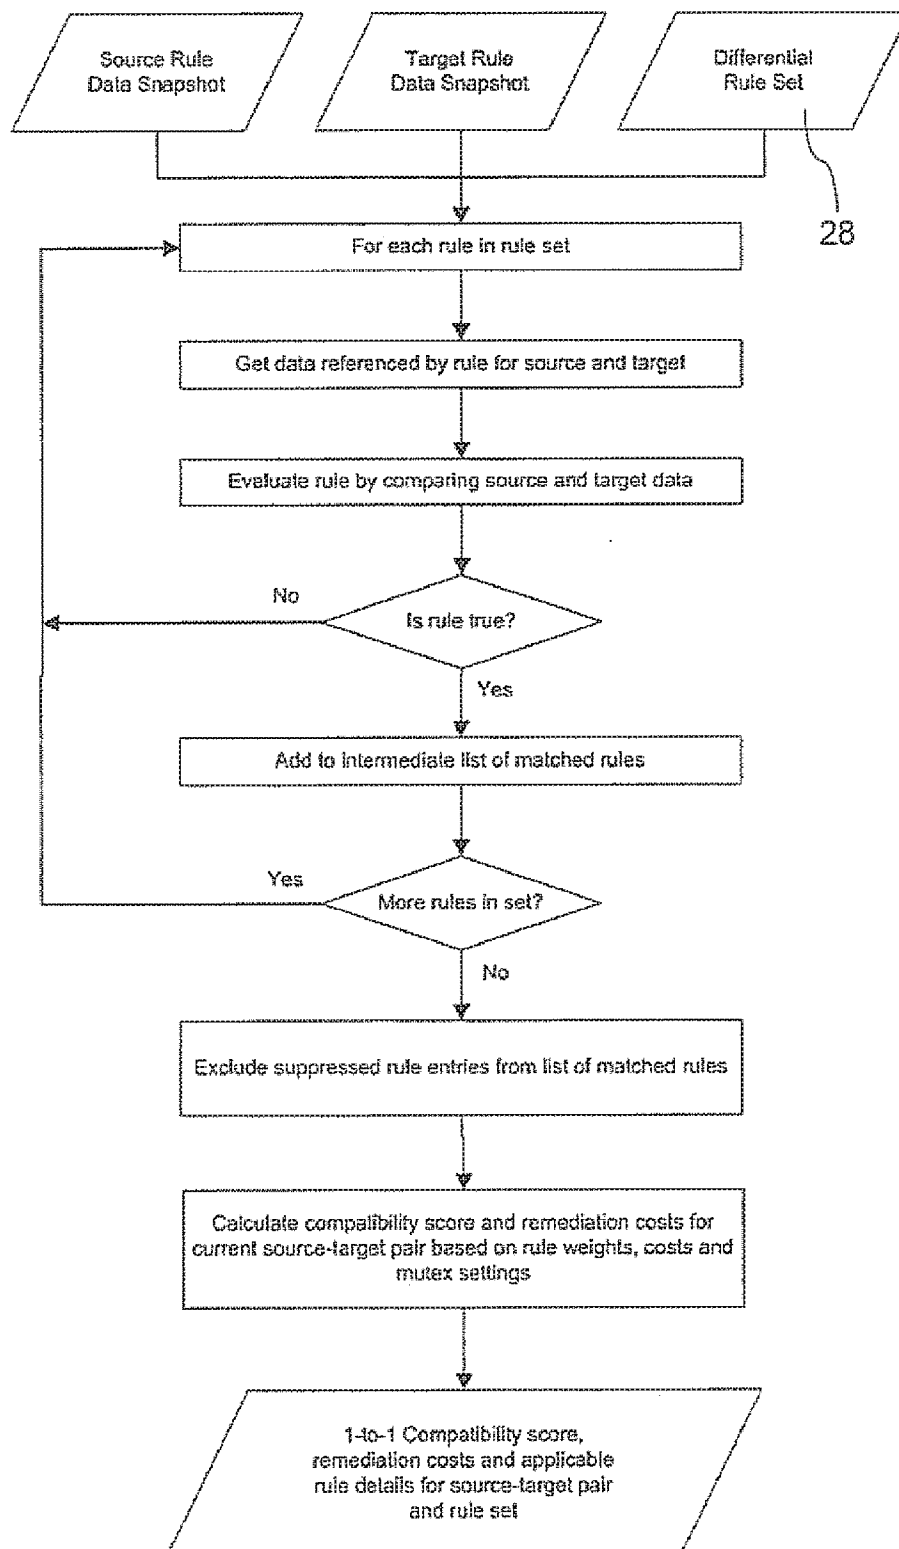 Source Rule
Data Snapshot
Target Rule
Data Snapshot
Differential
Rule Set
28
For each rule in rule set
Get data referenced by rule for source and target
Evaluate rule by comparing source and target data
Is rule true?
No
Yes
Add to intermediate list of matched rules
More rules in set?
Yes
No
Exclude suppressed rule entries from list of matched rules
Calculate compatibility score and remediation costs for
current source-target pair based on rule weights, costs and
mutex settings
1-to-1 Compatibility score,
remediation costs and applicable
rule details for source-target pair
and rule set